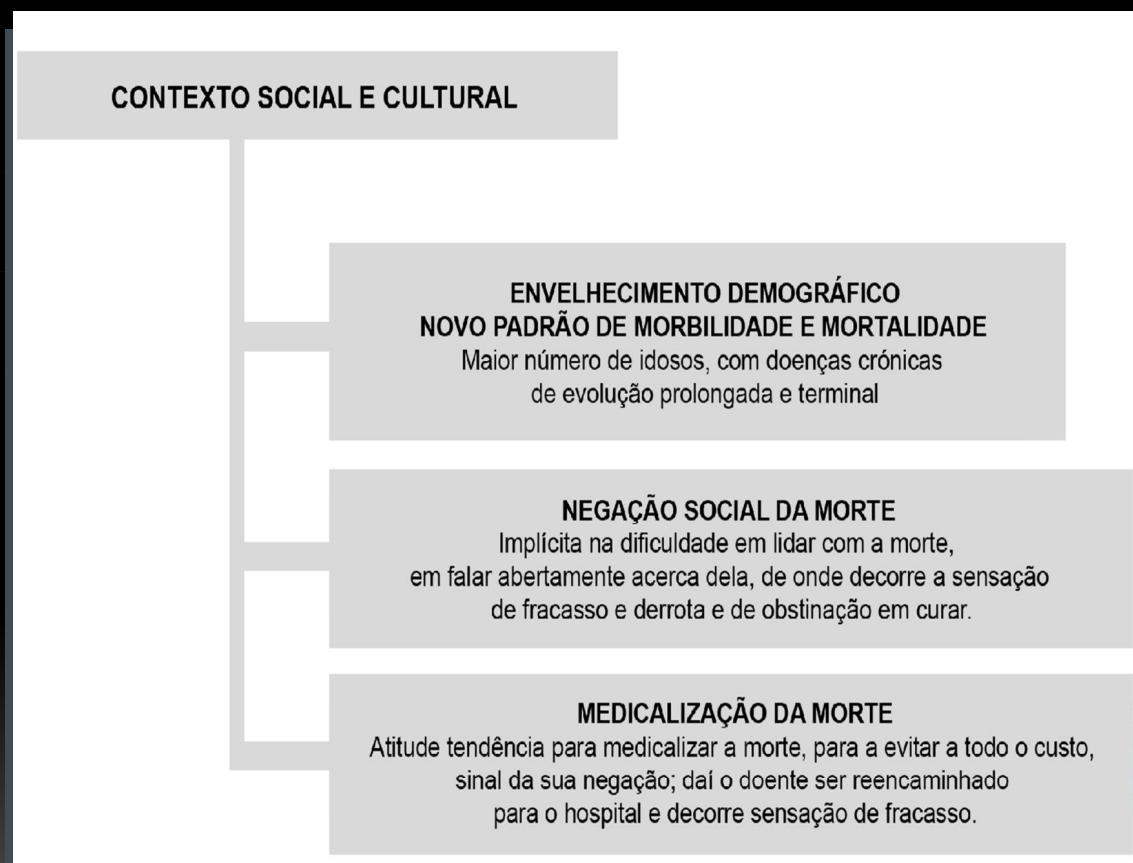 CONTEXTO SOCIAL E CULTURAL
ENVELHECIMENTO DEMOGRÁFICO
NOVO PADRÃO DE MORBILIDADE E MORTALIDADE
Maior número de idosos, com doenças crónicas
de evolução prolongada e terminal
NEGAÇÃO SOCIAL DA MORTE
Implícita na dificuldade em lidar com a morte,
em falar abertamente acerca dela, de onde decorre a sensação
de fracasso e derrota e de obstinação em curar.
MEDICALIZAÇÃO DA MORTE
Atitude tendência para medicalizar a morte, para a evitar a todo o custo,
sinal da sua negação; daí o doente ser reencaminhado
para o hospital e decorre sensação de fracasso.